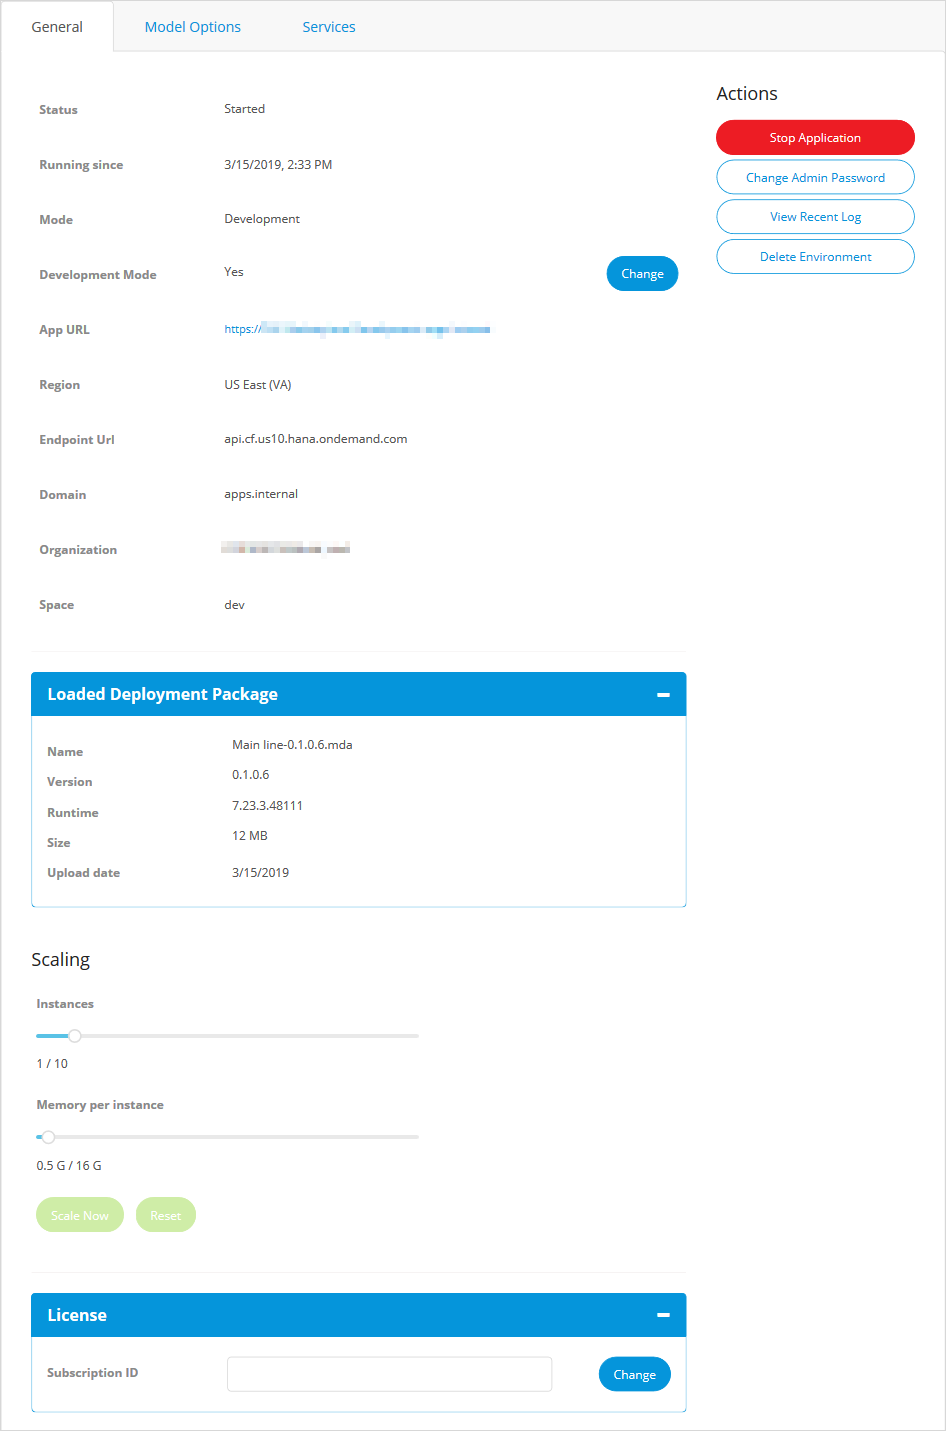 General Model Options Services
Actions
Status Started
Stop Application
Running since 3/15/2019, 2:33 PM
Change Admin Password
Mode Development
View Recent Log
Development Mode Yes Change
Delete Environment
App URL https://
Region US East (VA)
Endpoint Url api.cf.us10.hana.ondemand.com
Domain apps.internal
Organization
Space dev
Loaded Deployment Package
Name Main line-0.1.0.6.mda
Version 0.1.0.6
Runtime 7.23.3.48111
Size 12 MB
Upload date 3/15/2019
Scaling
Instances
1 / 10
Memory per instance
0.5 G / 16 G
Scale Now Reset
License
Subscription ID Change